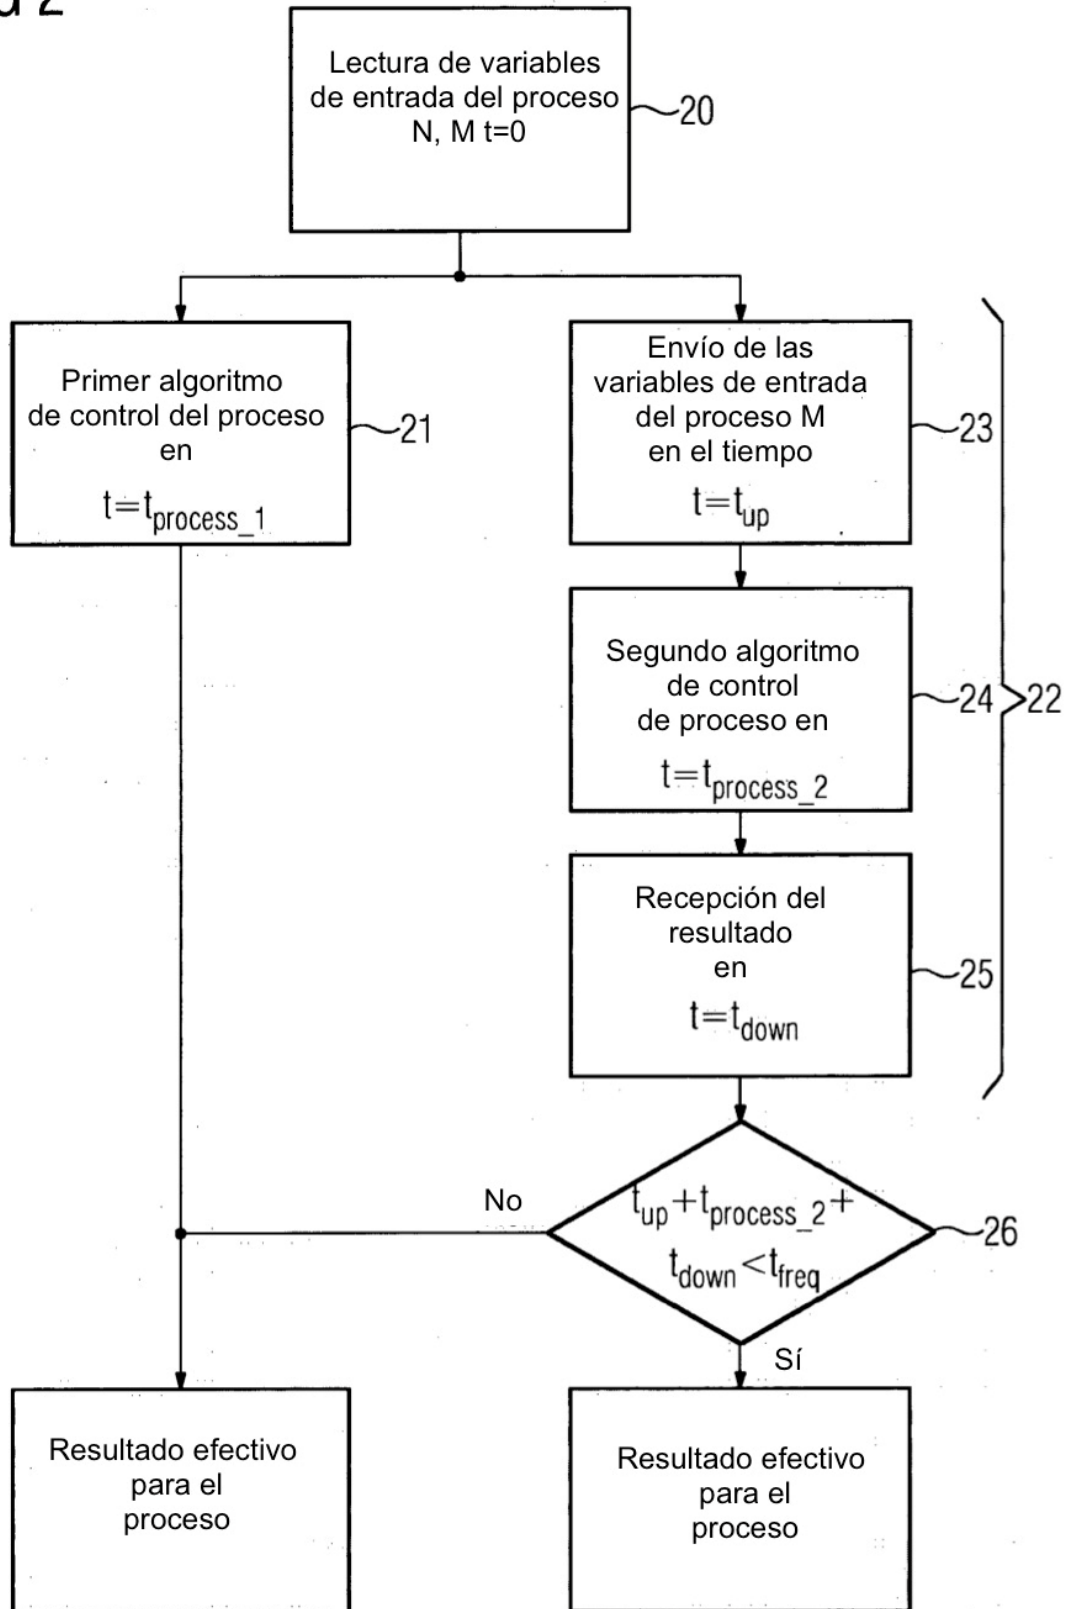 2
Lectura de variables
de entrada del proceso
N, M t=0
20
Primer algoritmo
de control del proceso
en
t=tprocess_1
21
Envío de las
variables de entrada
del proceso M
en el tiempo
t=tup
23
Segundo algoritmo
de control
de proceso en
t=tprocess_2
24
22
Recepción del
resultado
en
t=tdown
25
No
tup+tprocess_2+
tdown<tfreq
26
Sí
Resultado efectivo
para el
proceso
Resultado efectivo
para el
proceso